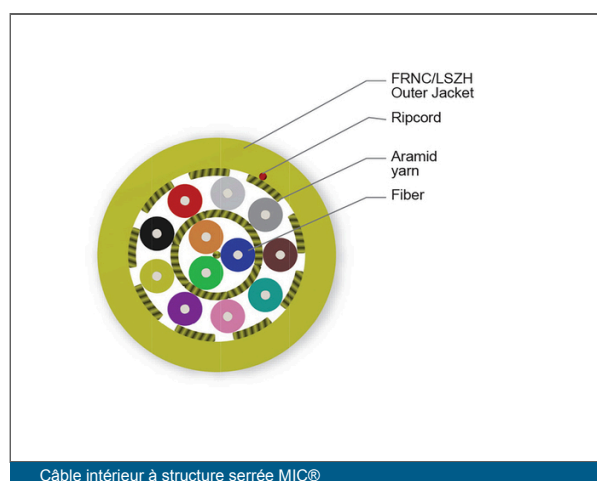 FRNC/LSZH
Outer Jacket
Ripcord
Aramid
yarn
Fiber
Câble intérieur à structure serrée MIC®